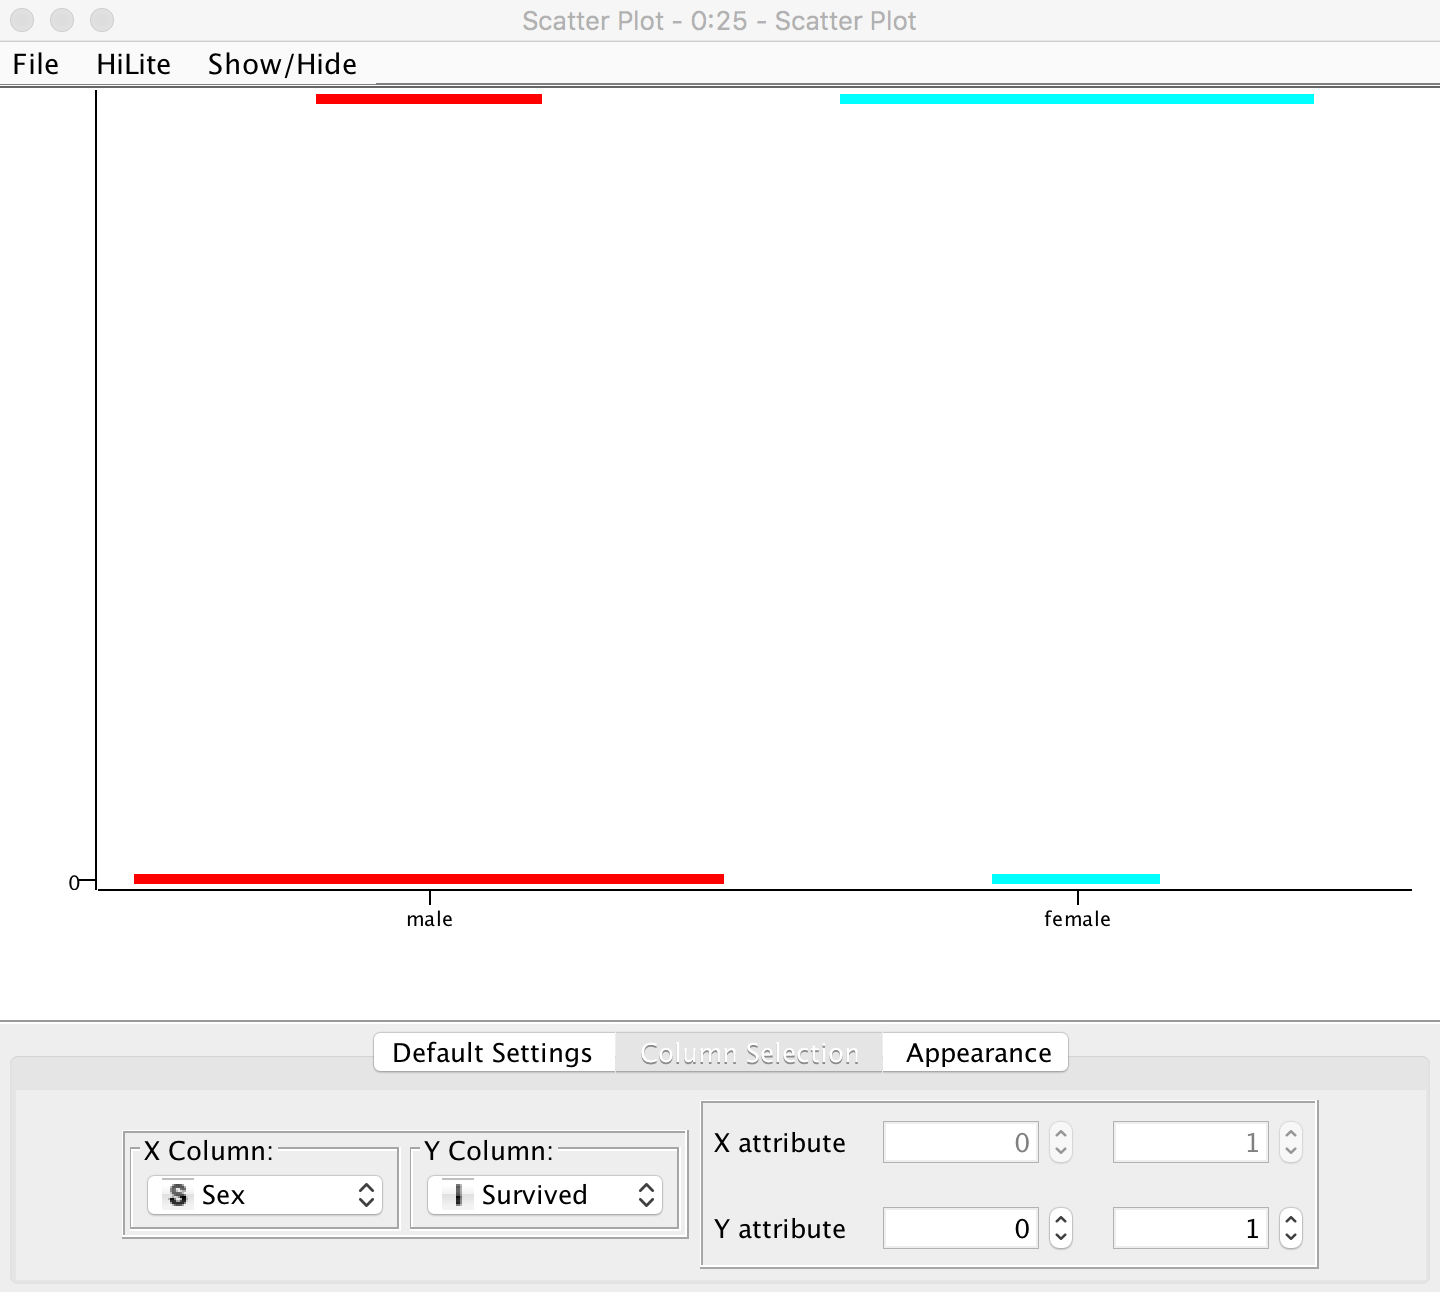 Scatter Plot - 0:25 - Scatter Plot
File HiLite Show/Hide
0
male female
Default Settings Column Selection Appearance
X Column: Y Column:
S Sex I Survived
X attribute 0 1
Y attribute 0 1